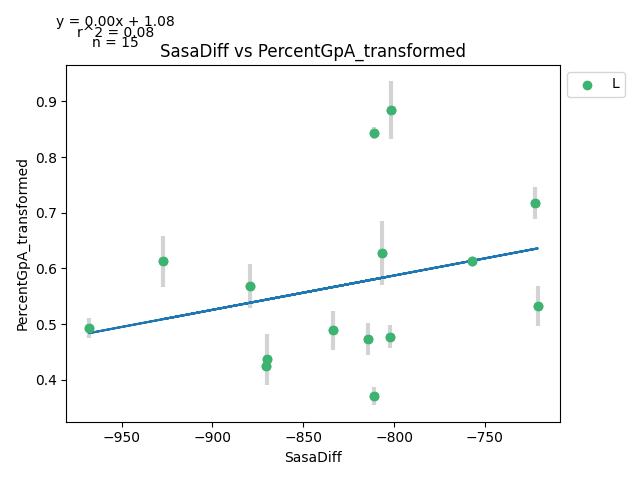 y = 0.00x + 1.08
r^2 = 0.08
n = 15
SasaDiff vs PercentGpA_transformed
L
PercentGpA_transformed
0.9
0.8
0.7
0.6
0.5
0.4
−950
−900
−850
−800
−750
SasaDiff